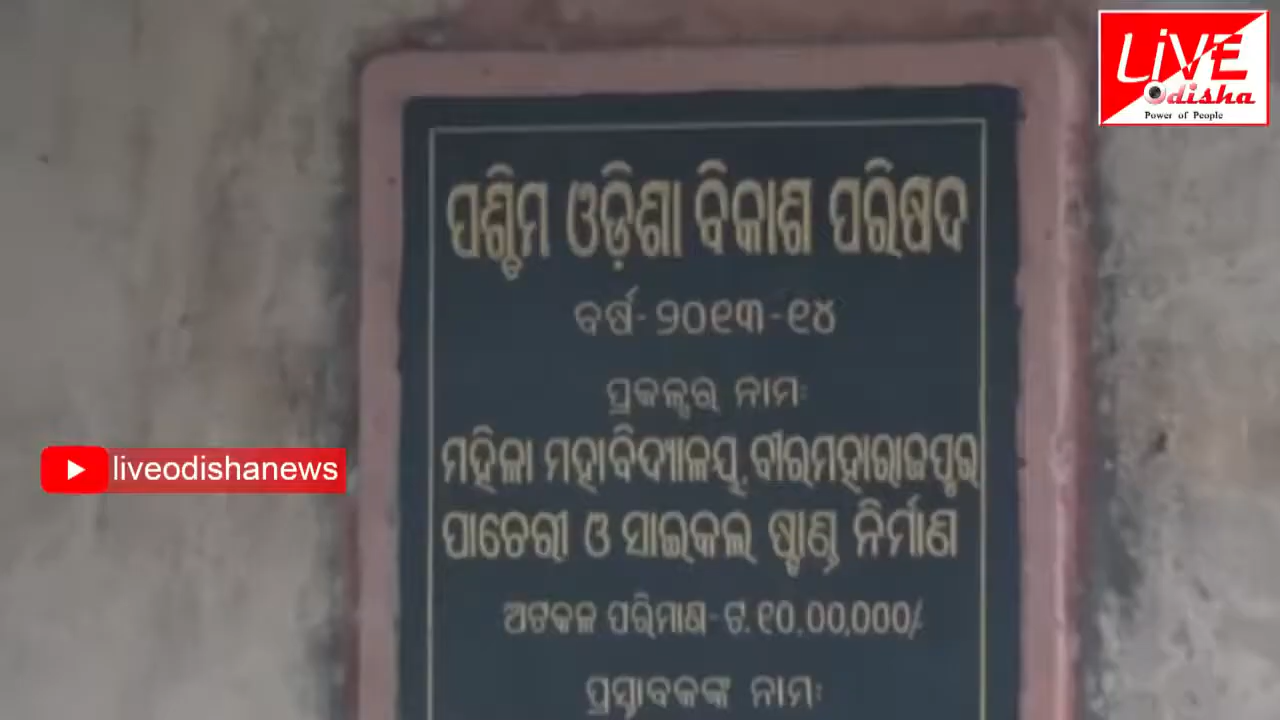 LiVE
Odisha
Power of People
ପଶ୍ଚିମ ଓଡ଼ିଶା ବିକାଶ ପରିଷଦ
ବର୍ଷ-୨୦୧୩-୧୪
ପ୍ରକଳ୍ପର ନାମଃ
ମହିଳା ମହାବିଦ୍ୟାଳୟ, ବୀରମହାରାଜପୁର
ପାଚେରୀ ଓ ସାଇକଲ ଷ୍ଟାଣ୍ଡ ନିର୍ମାଣ
ଅଟକଳ ପରିମାଣ-ଟ.୧୦,୦୦,୦୦୦/-
ପ୍ରସ୍ତାବକଙ୍କ ନାମଃ
liveodishanews